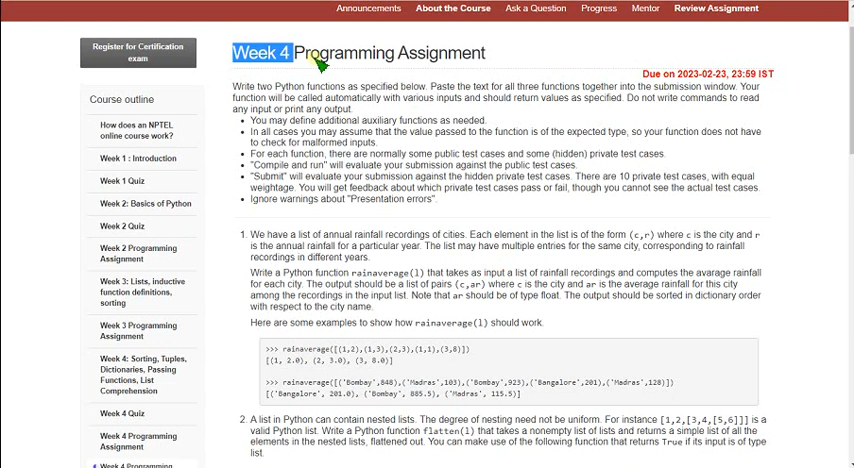 Announcements About the Course Ask a Question Progress Mentor Review Assignment
Register for Certification
exam
Course outline
How does an NPTEL
online course work?
Week 1 : Introduction
Week 1 Quiz
Week 2: Basics of Python
Week 2 Quiz
Week 2 Programming
Assignment
Week 3: Lists, inductive
function definitions,
sorting
Week 3 Programming
Assignment
Week 4: Sorting, Tuples,
Dictionaries, Passing
Functions, List
Comprehension
Week 4 Quiz
Week 4 Programming
Assignment
Week 4 Programming
Week 4 Programming Assignment
Due on 2023-02-23, 23:59 IST
Write two Python functions as specified below. Paste the text for all three functions together into the submission window. Your
function will be called automatically with various inputs and should return values as specified. Do not write commands to read
any input or print any output.
• You may define additional auxiliary functions as needed.
• In all cases you may assume that the value passed to the function is of the expected type, so your function does not have
to check for malformed inputs.
• For each function, there are normally some public test cases and some (hidden) private test cases.
• "Compile and run" will evaluate your submission against the public test cases.
• "Submit" will evaluate your submission against the hidden private test cases. There are 10 private test cases, with equal
weightage. You will get feedback about which private test cases pass or fail, though you cannot see the actual test cases.
• Ignore warnings about "Presentation errors".
1. We have a list of annual rainfall recordings of cities. Each element in the list is of the form (c,r) where c is the city and r
is the annual rainfall for a particular year. The list may have multiple entries for the same city, corresponding to rainfall
recordings in different years.
Write a Python function rainaverage(l) that takes as input a list of rainfall recordings and computes the avarage rainfall
for each city. The output should be a list of pairs (c,ar) where c is the city and ar is the average rainfall for this city
among the recordings in the input list. Note that ar should be of type float. The output should be sorted in dictionary order
with respect to the city name.
Here are some examples to show how rainaverage(l) should work.
>>> rainaverage([(1,2),(1,3),(2,3),(1,1),(3,8)])
[(1, 2.0), (2, 3.0), (3, 8.0)]
>>> rainaverage([('Bombay',848),('Madras',103),('Bombay',923),('Bangalore',201),('Madras',128)])
[('Bangalore', 201.0), ('Bombay', 885.5), ('Madras', 115.5)]
2. A list in Python can contain nested lists. The degree of nesting need not be uniform. For instance [1,2,[3,4,[5,6]]] is a
valid Python list. Write a Python function flatten(l) that takes a nonempty list of lists and returns a simple list of all the
elements in the nested lists, flattened out. You can make use of the following function that returns True if its input is of type
list.